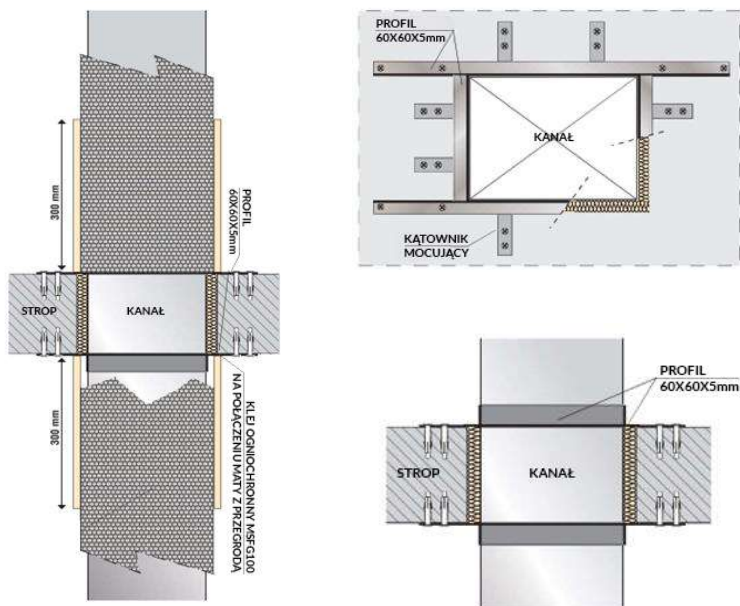 300 mm
PROFIL
60X60X5mm
STROP
KANAŁ
300 mm
KLEJ OGNIOCHRONNY MSFG100
NA POŁĄCZENIU MATY Z PRZEGRODĄ
PROFIL
60X60X5mm
KANAŁ
KĄTOWNIK
MOCUJĄCY
PROFIL
60X60X5mm
STROP
KANAŁ